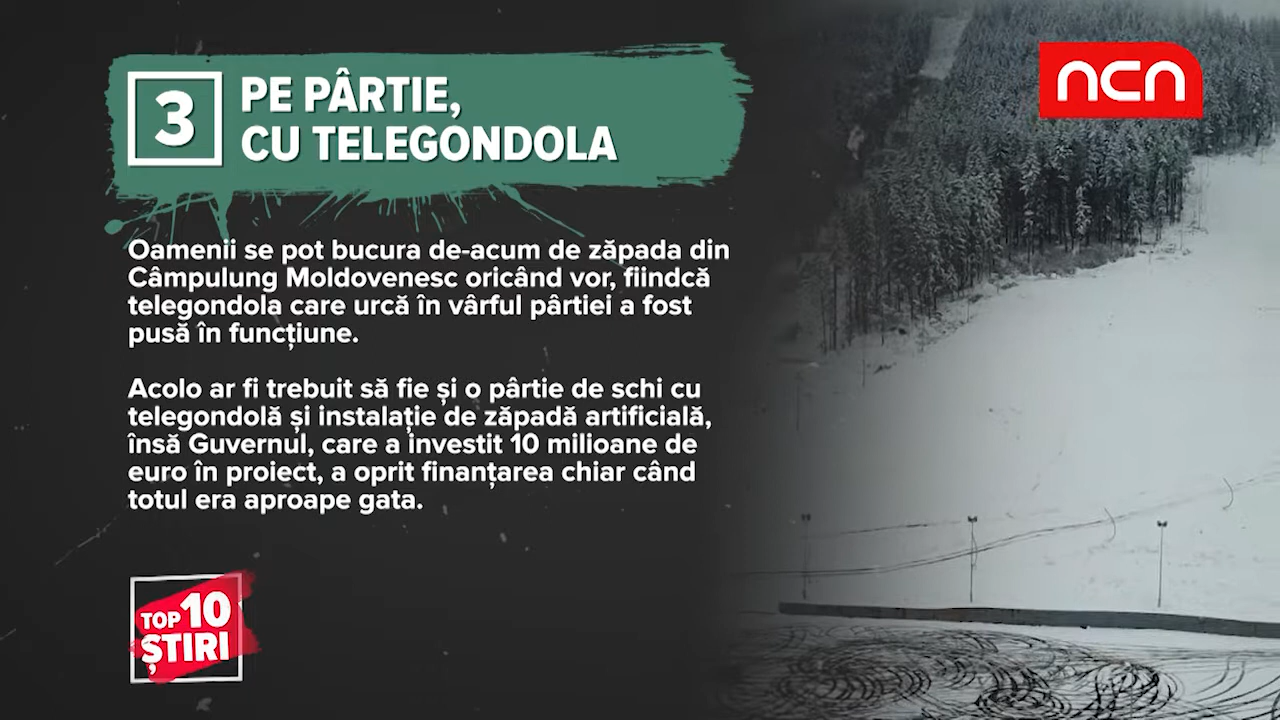 3
PE PÂRTIE,
CU TELEGONDOLA
ncn
Oamenii se pot bucura de-acum de zăpada din
Câmpulung Moldovenesc oricând vor, fiindcă
telegondola care urcă în vârful pârtiei a fost
pusă în funcțiune.
Acolo ar fi trebuit să fie și o pârtie de schi cu
telegondolă și instalație de zăpadă artificială,
însă Guvernul, care a investit 10 milioane de
euro în proiect, a oprit finanțarea chiar când
totul era aproape gata.
TOP 10
ȘTIRI